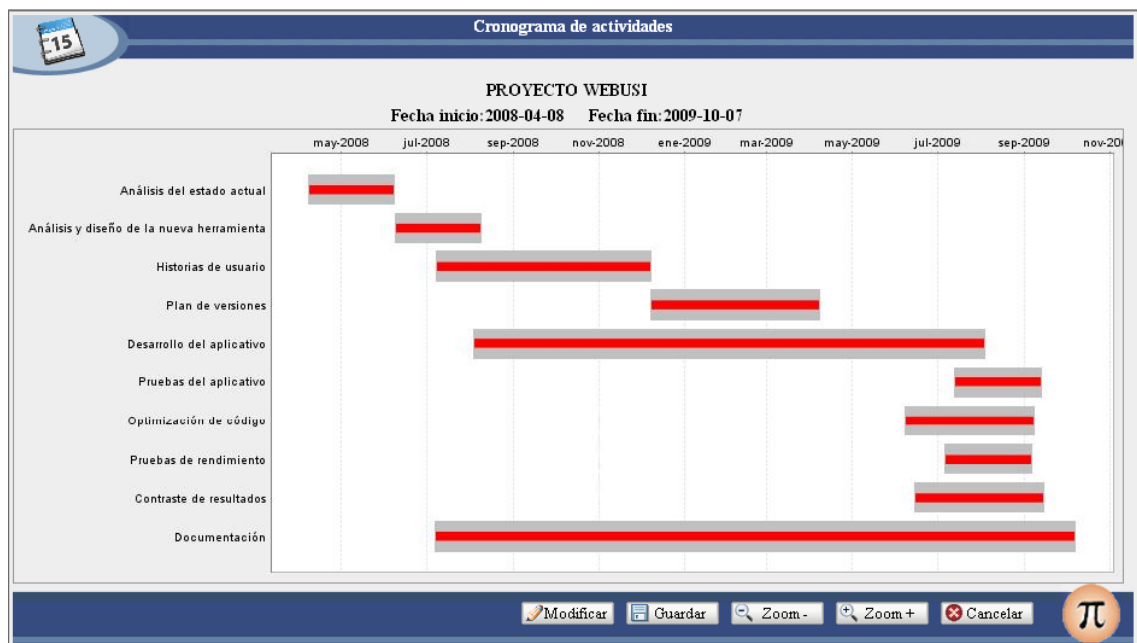 15
Cronograma de actividades
PROYECTO WEBUSI
Fecha inicio:2008-04-08 Fecha fin:2009-10-07
may-2008 jul-2008 sep-2008 nov-2008 ene-2009 mar-2009 may-2009 jul-2009 sep-2009 nov-200
Análisis del estado actual
Análisis y diseño de la nueva herramienta
Historias de usuario
Plan de versiones
Desarrollo del aplicativo
Pruebas del aplicativo
Optimización de código
Pruebas de rendimiento
Contraste de resultados
Documentación
Modificar Guardar Zoom - Zoom + Cancelar π